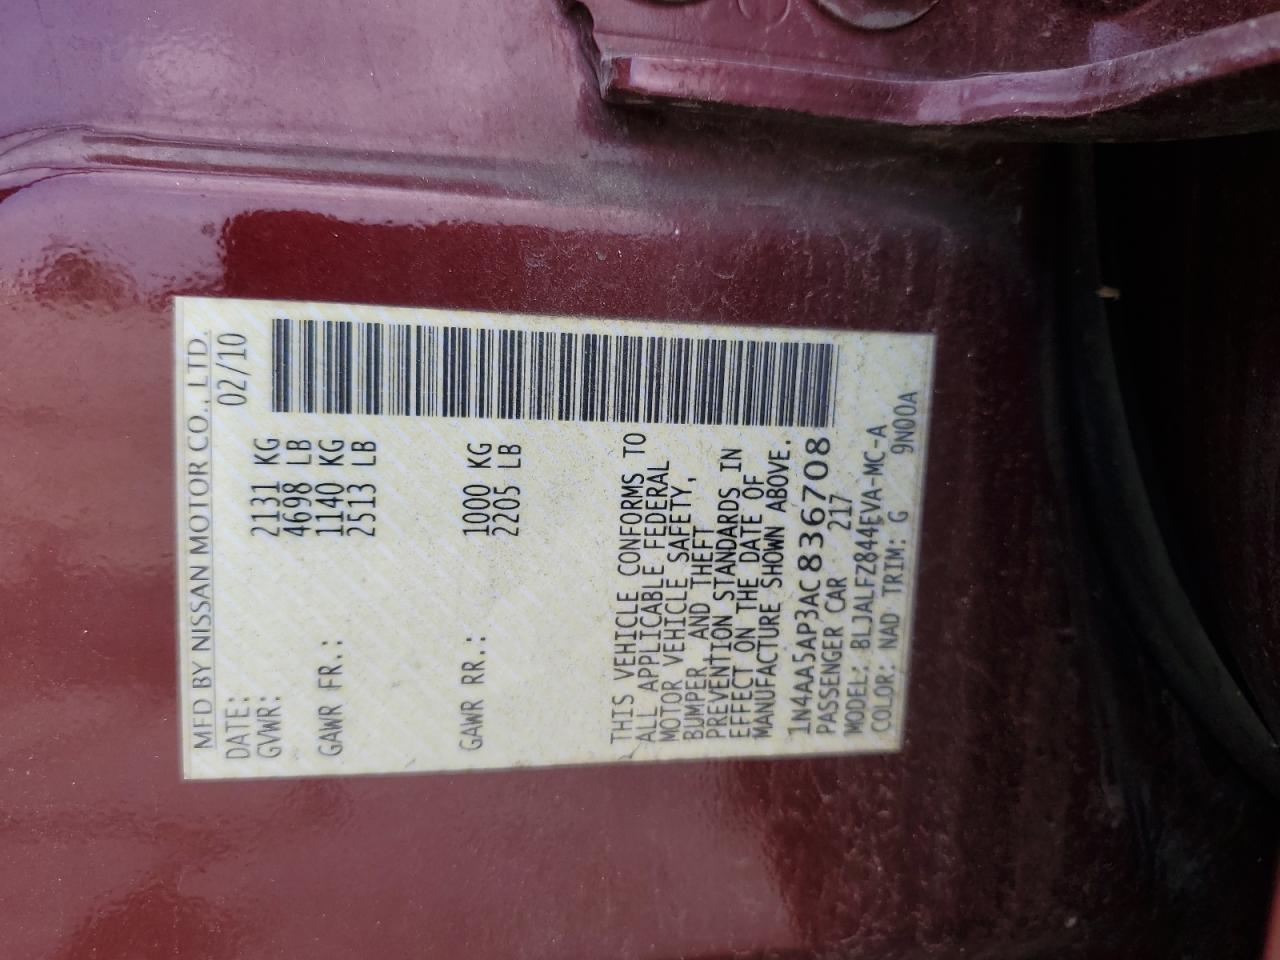 MFD BY NISSAN MOTOR CO., LTD.
DATE: 02/10
GVWR: 2131 KG
4698 LB
GAWR FR.: 1140 KG
2513 LB
GAWR RR.: 1000 KG
2205 LB
THIS VEHICLE CONFORMS TO
ALL APPLICABLE FEDERAL
MOTOR VEHICLE SAFETY,
BUMPER, AND THEFT
PREVENTION STANDARDS IN
EFFECT ON THE DATE OF
MANUFACTURE SHOWN ABOVE.
1N4AA5AP3AC836708
PASSENGER CAR 217
MODEL: BLJALFZ844EVA-MC-A
COLOR: NAD TRIM: G 9N00A